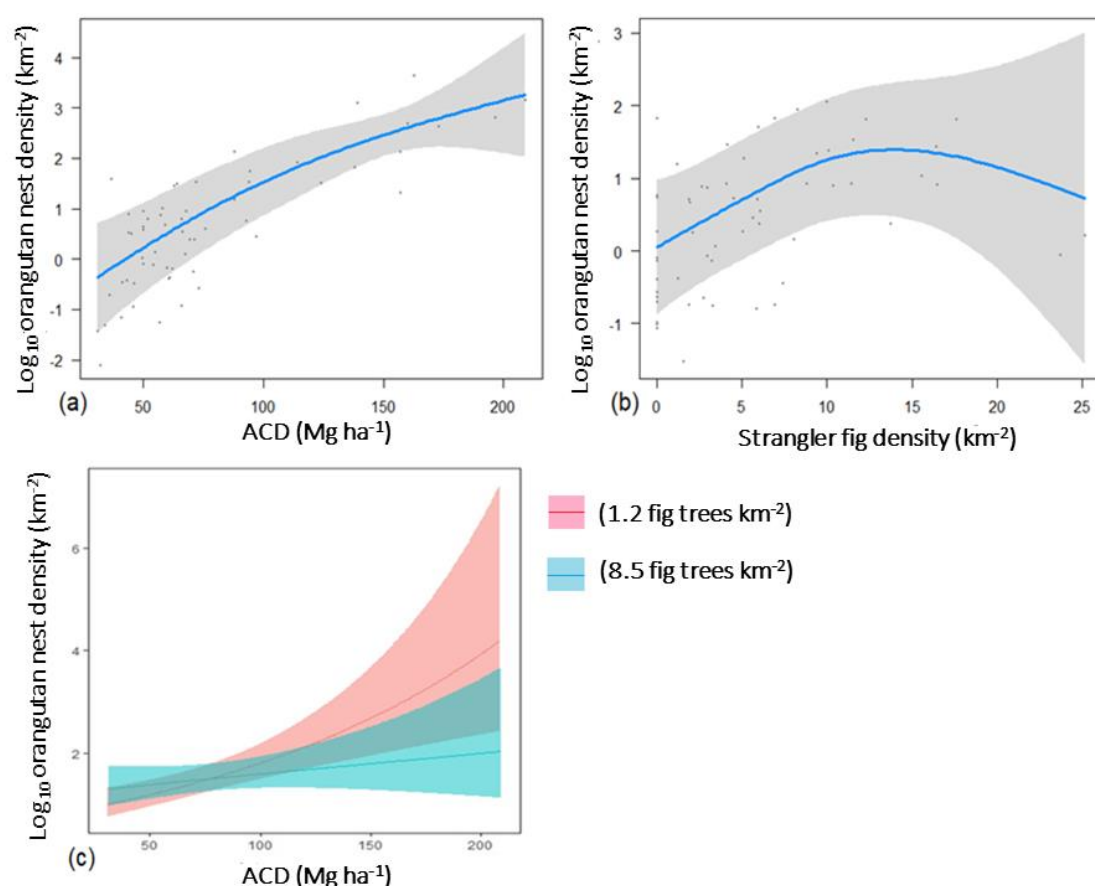 Log₁₀ orangutan nest density (km⁻²)
4
3
2
1
0
-1
-2
50
100
150
200
(a)
ACD (Mg ha⁻¹)
Log₁₀ orangutan nest density (km⁻²)
3
2
1
0
-1
0
5
10
15
20
25
(b)
Strangler fig density (km⁻²)
Log₁₀ orangutan nest density (km⁻²)
6
4
2
50
100
150
200
(c)
ACD (Mg ha⁻¹)
(1.2 fig trees km⁻²)
(8.5 fig trees km⁻²)